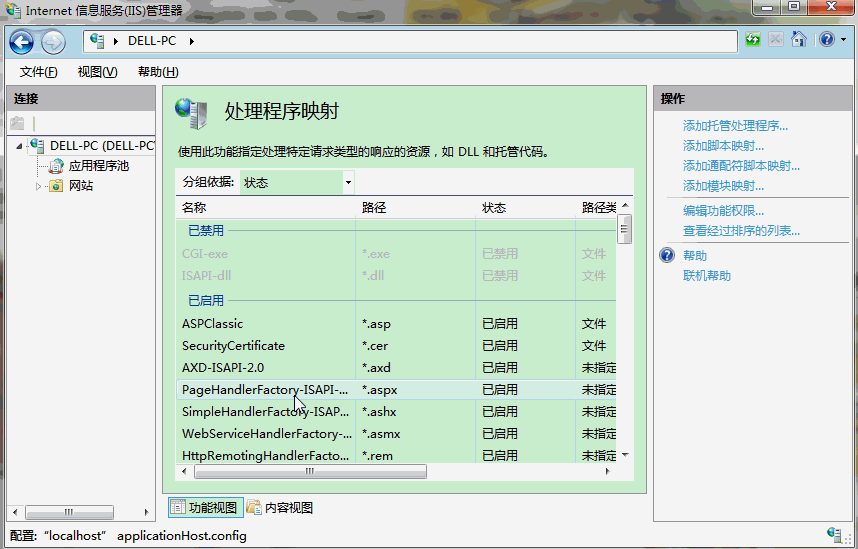 Internet 信息服务(IIS)管理器
DELL-PC
文件(F) 视图(V) 帮助(H)
连接
DELL-PC (DELL-PC
应用程序池
网站
处理程序映射
使用此功能指定处理特定请求类型的响应的资源，如 DLL 和托管代码。
分组依据: 状态
名称 路径 状态 路径类
已禁用
CGI-exe *.exe 已禁用 文件
ISAPI-dll *.dll 已禁用 文件
已启用
ASPClassic *.asp 已启用 文件
SecurityCertificate *.cer 已启用 文件
AXD-ISAPI-2.0 *.axd 已启用 未指定
PageHandlerFactory-ISAPI-... *.aspx 已启用 未指定
SimpleHandlerFactory-ISAP... *.ashx 已启用 未指定
WebServiceHandlerFactory-... *.asmx 已启用 未指定
HttpRemotingHandlerFacto... *.rem 已启用 未指定
功能视图 内容视图
操作
添加托管处理程序...
添加脚本映射...
添加通配符脚本映射...
添加模块映射...
编辑功能权限...
查看经过排序的列表...
帮助
联机帮助
配置: “localhost” applicationHost.config